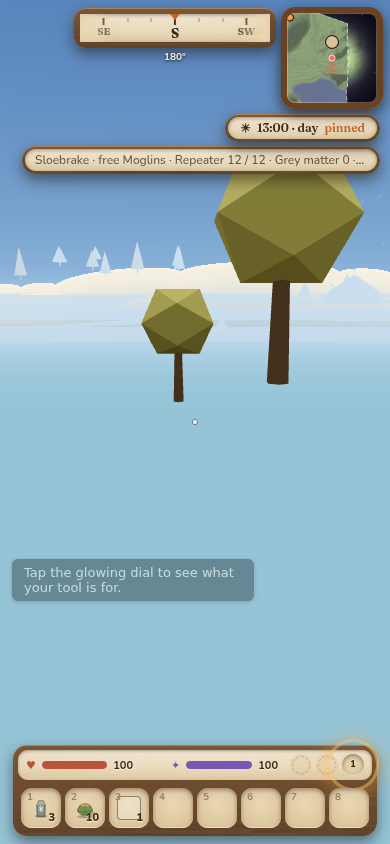 SE S SW
180°
13:00 · day pinned
Sloebrake · free Moglins · Repeater 12 / 12 · Grey matter 0 ·...
Tap the glowing dial to see what
your tool is for.
100 100 1
1 2 3 4 5 6 7 8
3 10 1